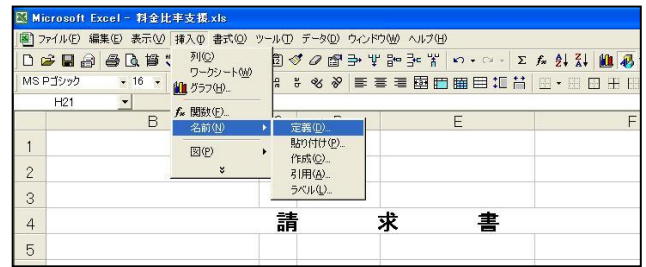 Microsoft Excel - 料金比率支援.xls
ファイル(F) 編集(E) 表示(V) 挿入(I) 書式(O) ツール(T) データ(D) ウィンドウ(W) ヘルプ(H)
列(C)
ワークシート(W)
グラフ(H)...
関数(F)...
名前(N)
図(P)
定義(D)...
貼り付け(P)...
作成(C)...
引用(A)...
ラベル(L)...
MS Pゴシック 16
H21
B E F
1
2
3
4 請 求 書
5